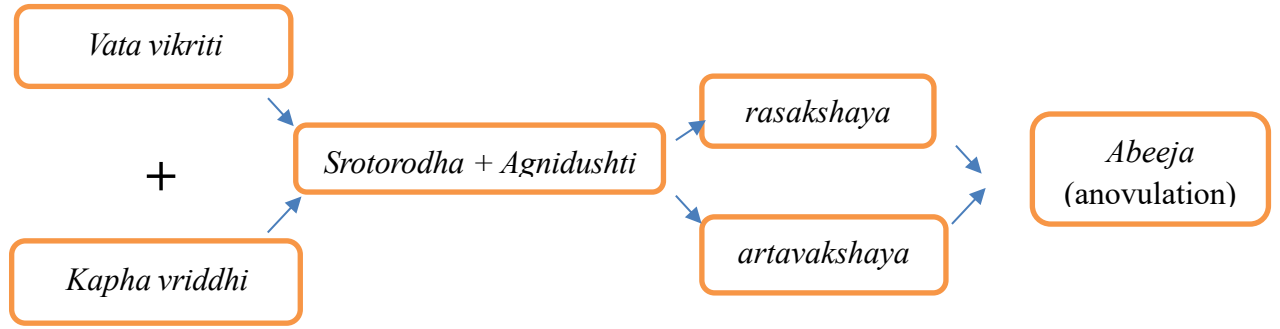 Vata vikriti
+
Kapha vriddhi
Srotorodha + Agnidushti
rasakshaya
artavakshaya
Abeeja
(anovulation)